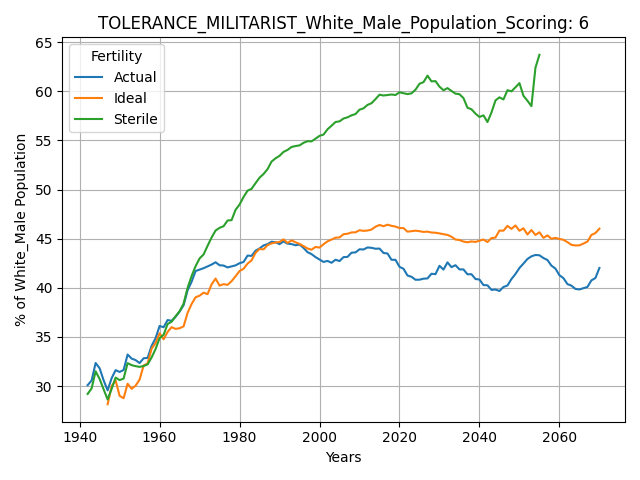 TOLERANCE_MILITARIST_White_Male_Population_Scoring: 6
% of White_Male Population
65
60
55
50
45
40
35
30
Fertility
Actual
Ideal
Sterile
1940 1960 1980 2000 2020 2040 2060
Years